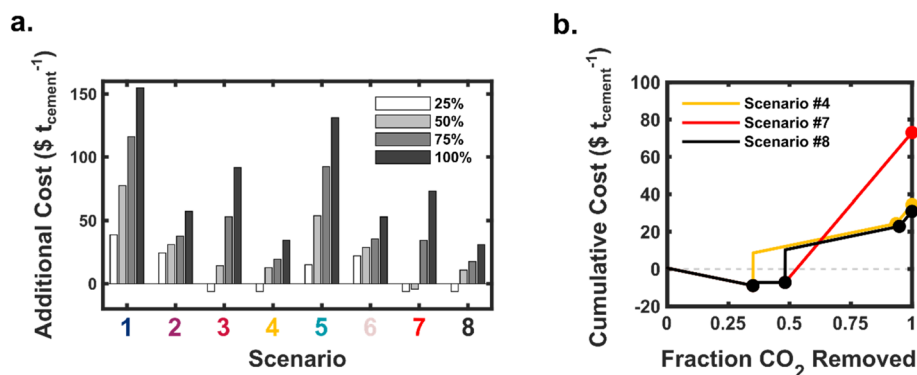 a.
Additional Cost ($ t_cement^-1)
150
100
50
0
25%
50%
75%
100%
1 2 3 4 5 6 7 8
Scenario
b.
Cumulative Cost ($ t_cement^-1)
100
80
60
40
20
0
-20
Scenario #4
Scenario #7
Scenario #8
0 0.25 0.5 0.75 1
Fraction CO2 Removed